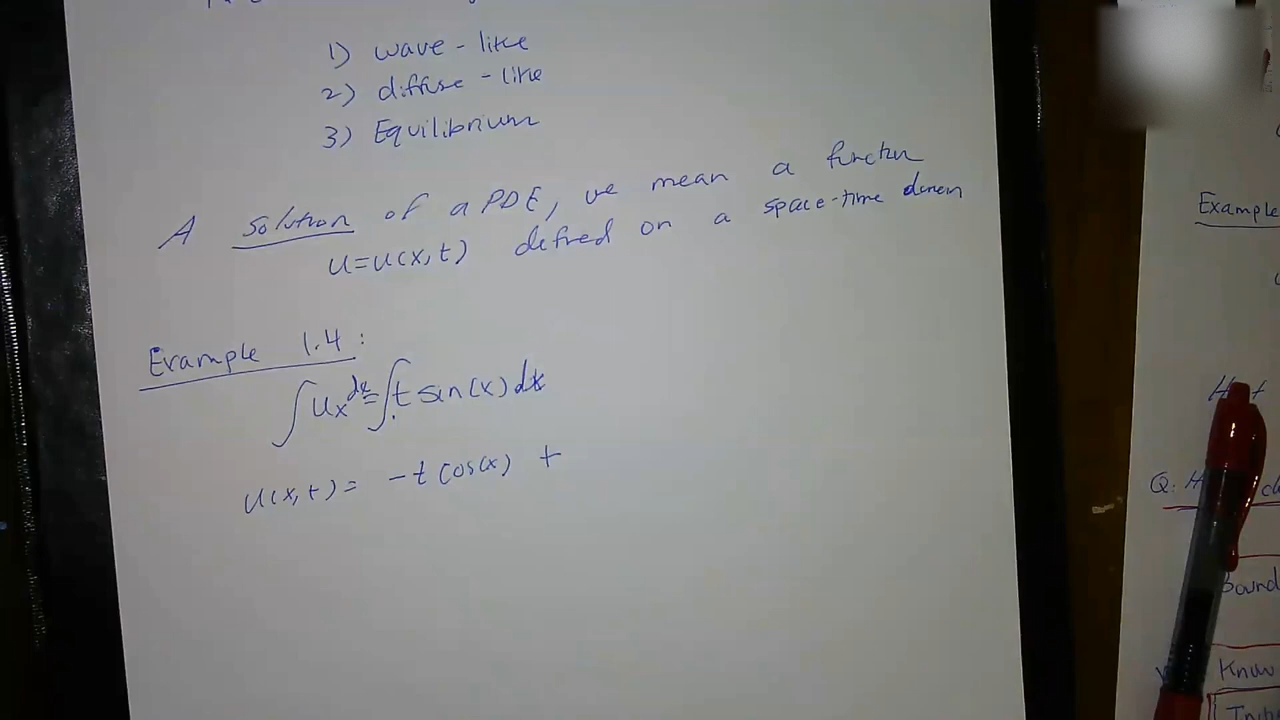 1) wave-like
2) diffuse-like
3) Equilibrium
A solution of a PDE, we mean a function
u=u(x,t) defined on a space-time domain
Example 1.4:
∫ux dx = ∫t sin(x) dx
u(x,t) = -t cos(x) +
Example
Q: H
Bound
Know